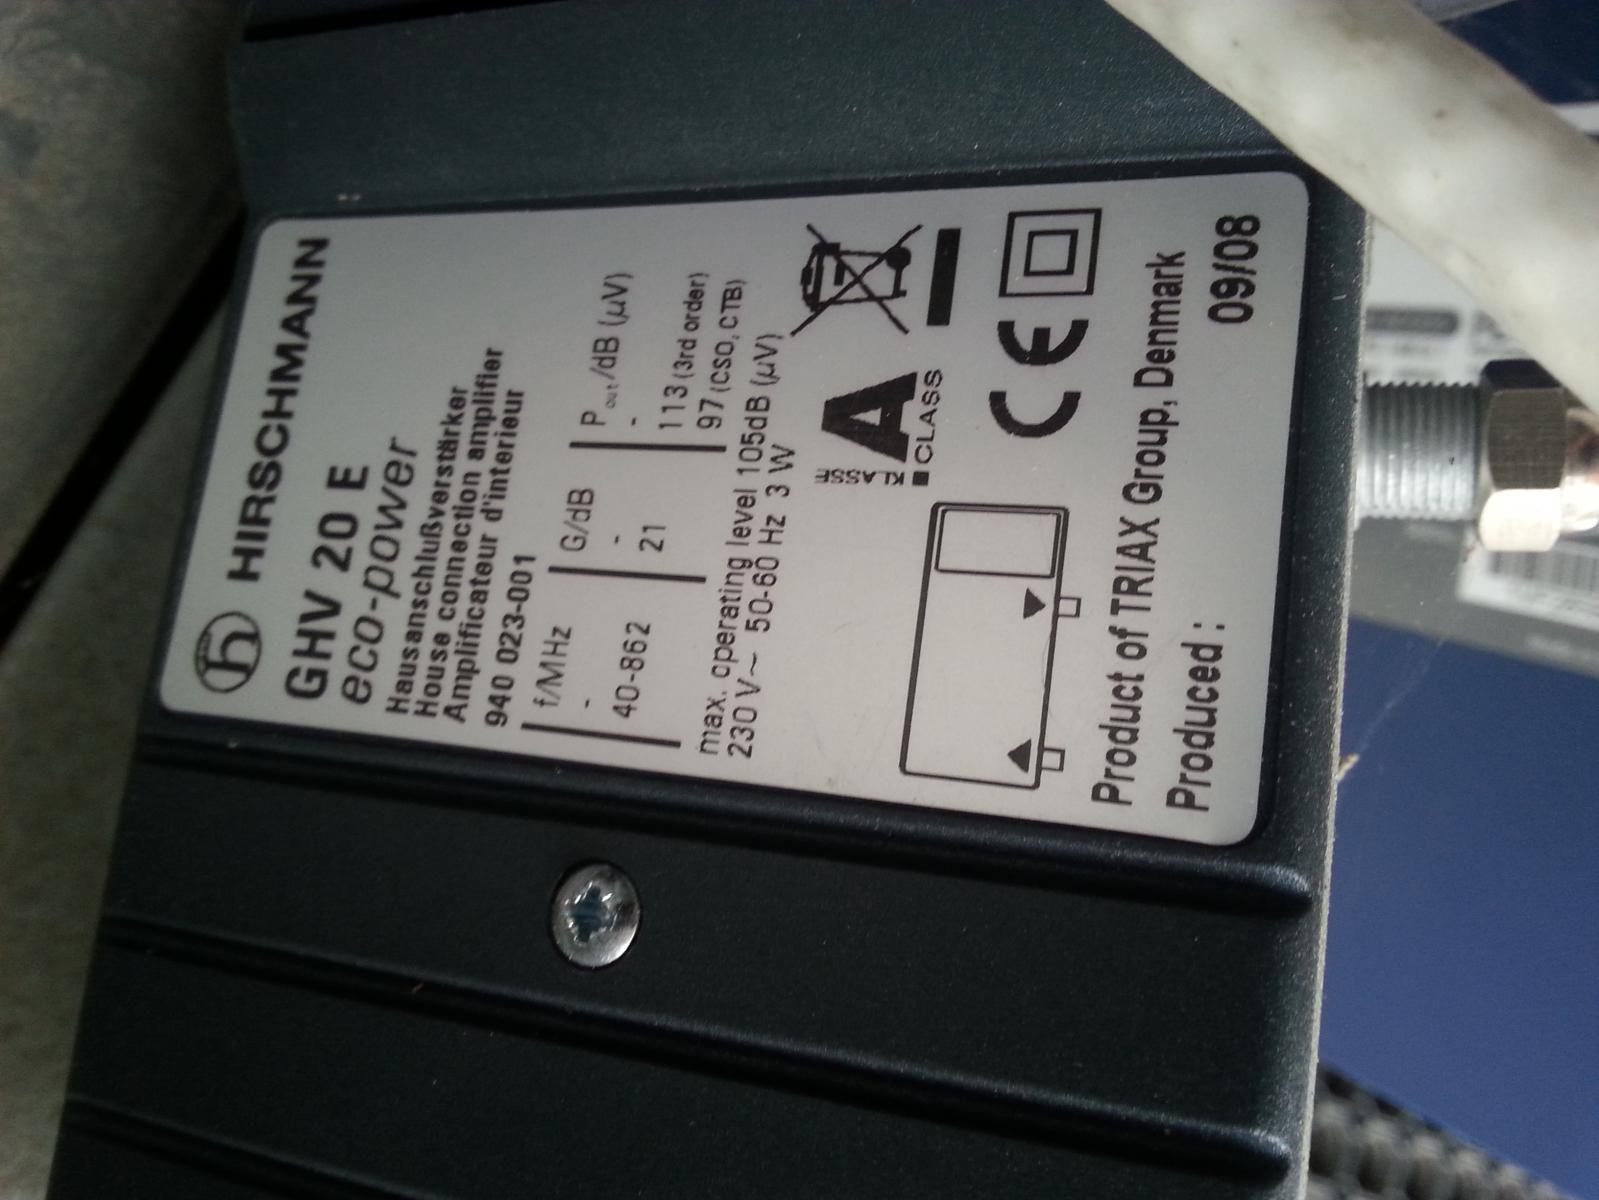 HIRSCHMANN
GHV 20 E
eco-power
Hausanschlußverstärker
House connection amplifier
Amplificateur d'interieur
940 023-001
f/MHz G/dB Pout/dB (µV)
- - -
40-862 21 113 (3rd order)
97 (CSO, CTB)
max. operating level 105dB (µV)
230 V~ 50-60 Hz 3 W
KLASSE
A
CLASS
CE
Product of TRIAX Group, Denmark
Produced : 09/08